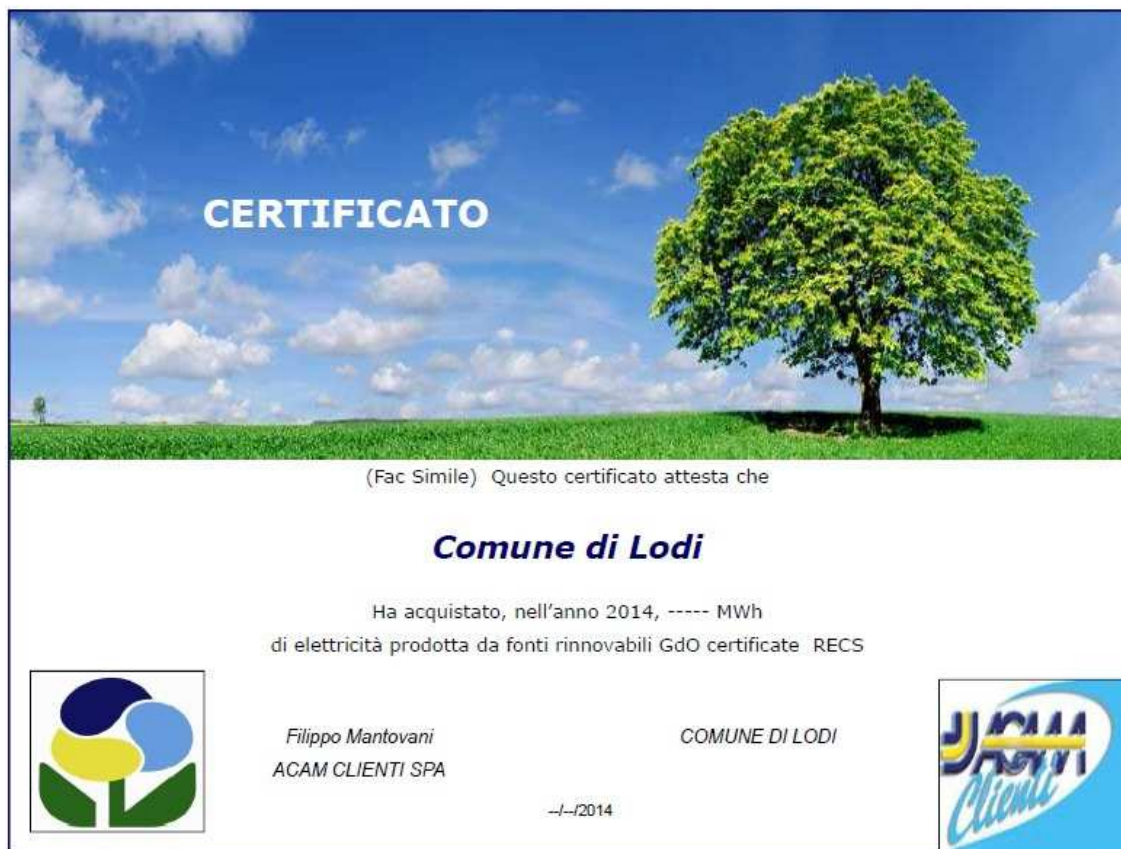 CERTIFICATO
(Fac Simile) Questo certificato attesta che
Comune di Lodi
Ha acquistato, nell'anno 2014, ----- MWh
di elettricità prodotta da fonti rinnovabili GdO certificate RECS
Filippo Mantovani
ACAM CLIENTI SPA
COMUNE DI LODI
--/--/2014
ACAM
Clienti